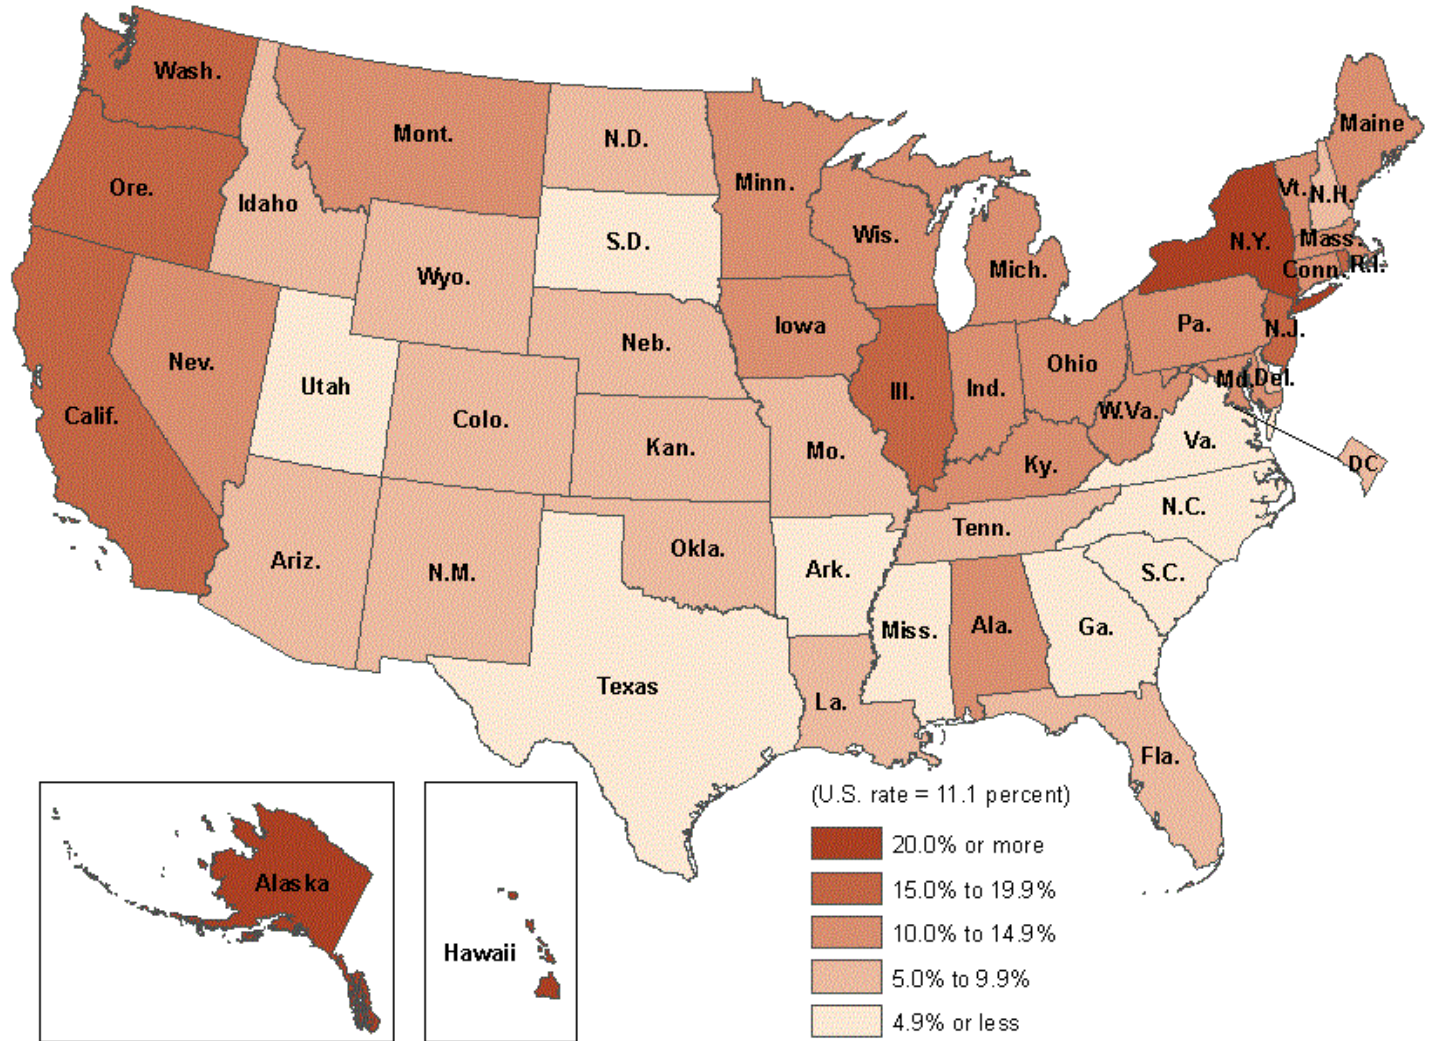 Wash.
Mont.
N.D.
Minn.
Maine
Ore.
Idaho
Vt.
N.H.
S.D.
Wis.
N.Y.
Mass.
Wyo.
Mich.
Conn.
R.I.
Nev.
Utah
Neb.
Iowa
Pa.
N.J.
Calif.
Colo.
Ill.
Ind.
Ohio
Md.
Del.
W.Va.
Kan.
Mo.
Ky.
Va.
DC
Ariz.
N.M.
Okla.
Ark.
Tenn.
N.C.
S.C.
Texas
La.
Miss.
Ala.
Ga.
Fla.
Alaska
Hawaii
(U.S. rate = 11.1 percent)
20.0% or more
15.0% to 19.9%
10.0% to 14.9%
5.0% to 9.9%
4.9% or less